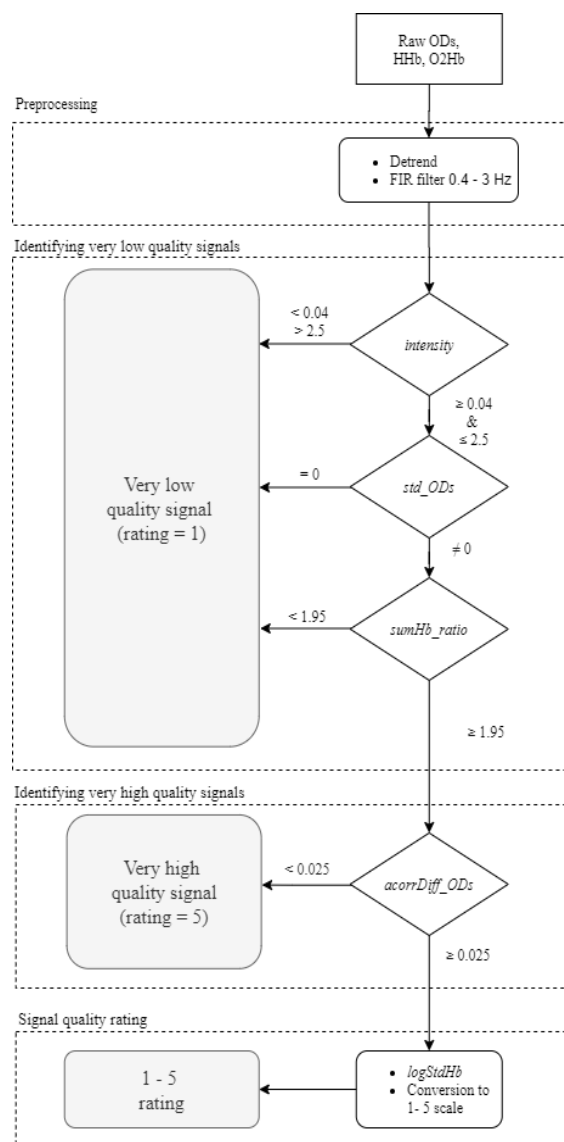 Raw ODs,
HHb, O2Hb
Preprocessing
• Detrend
• FIR filter 0.4 - 3 Hz
Identifying very low quality signals
< 0.04
> 2.5
intensity
≥ 0.04
&
≤ 2.5
= 0
std_ODs
≠ 0
Very low
quality signal
(rating = 1)
< 1.95
sumHb_ratio
≥ 1.95
Identifying very high quality signals
Very high
quality signal
(rating = 5)
< 0.025
acorrDiff_ODs
≥ 0.025
Signal quality rating
1 - 5
rating
• logStdHb
• Conversion to
1- 5 scale